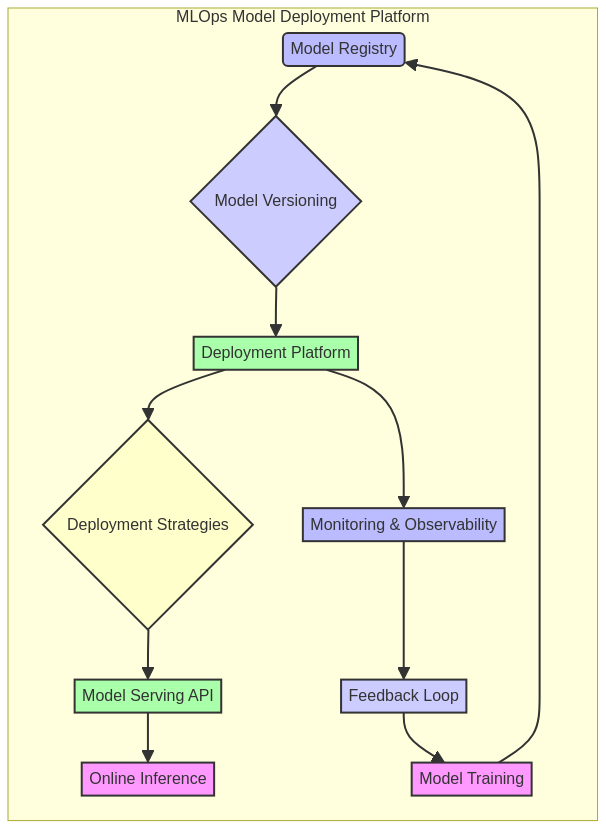 MLOps Model Deployment Platform
Model Registry
Model Versioning
Deployment Platform
Deployment Strategies
Monitoring & Observability
Model Serving API
Feedback Loop
Online Inference
Model Training